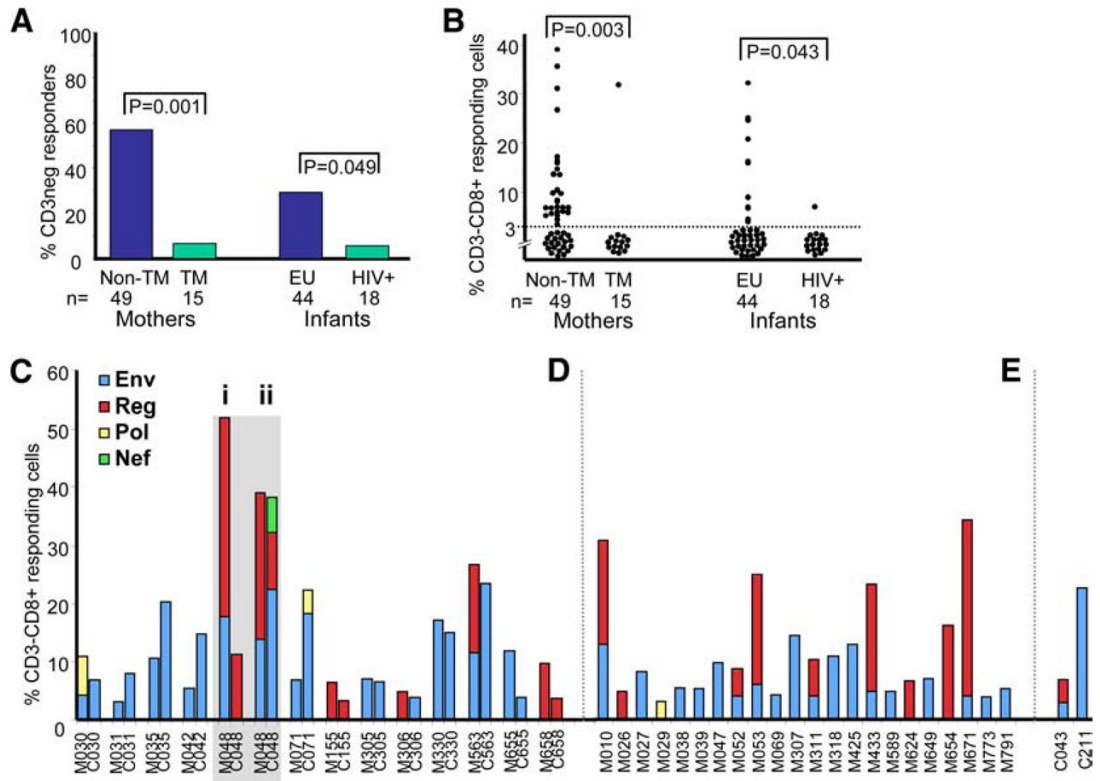 A
% CD3neg responders
100
80
60
40
20
0
P=0.001
P=0.049
Non-TM TM EU HIV+
n= 49 15 44 18
Mothers Infants
B
% CD3-CD8+ responding cells
40
30
20
10
3
P=0.003
P=0.043
Non-TM TM EU HIV+
n= 49 15 44 18
Mothers Infants
C
% CD3-CD8+ responding cells
60
50
40
30
20
10
0
Env
Reg
Pol
Nef
i ii
M030
C030
M031
C031
M035
C035
M042
C042
M048
C048
M048
C048
M071
C071
M155
C155
M305
C305
M306
C306
M330
C330
M563
C563
M655
C655
M658
C658
D
M010
M026
M027
M029
M038
M039
M047
M052
M053
M069
M307
M311
M318
M425
M433
M589
M624
M649
M654
M671
M773
M791
E
C043
C211